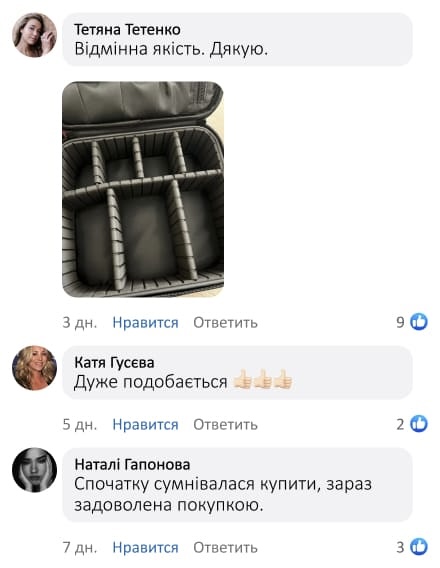 Тетяна Тетенко
Відмінна якість. Дякую.
3 дн. Нравится Ответить 9
Катя Гусєва
Дуже подобається 👍🏻👍🏻👍🏻
5 дн. Нравится Ответить 2
Наталі Гапонова
Спочатку сумнівалася купити, зараз
задоволена покупкою.
7 дн. Нравится Ответить 3